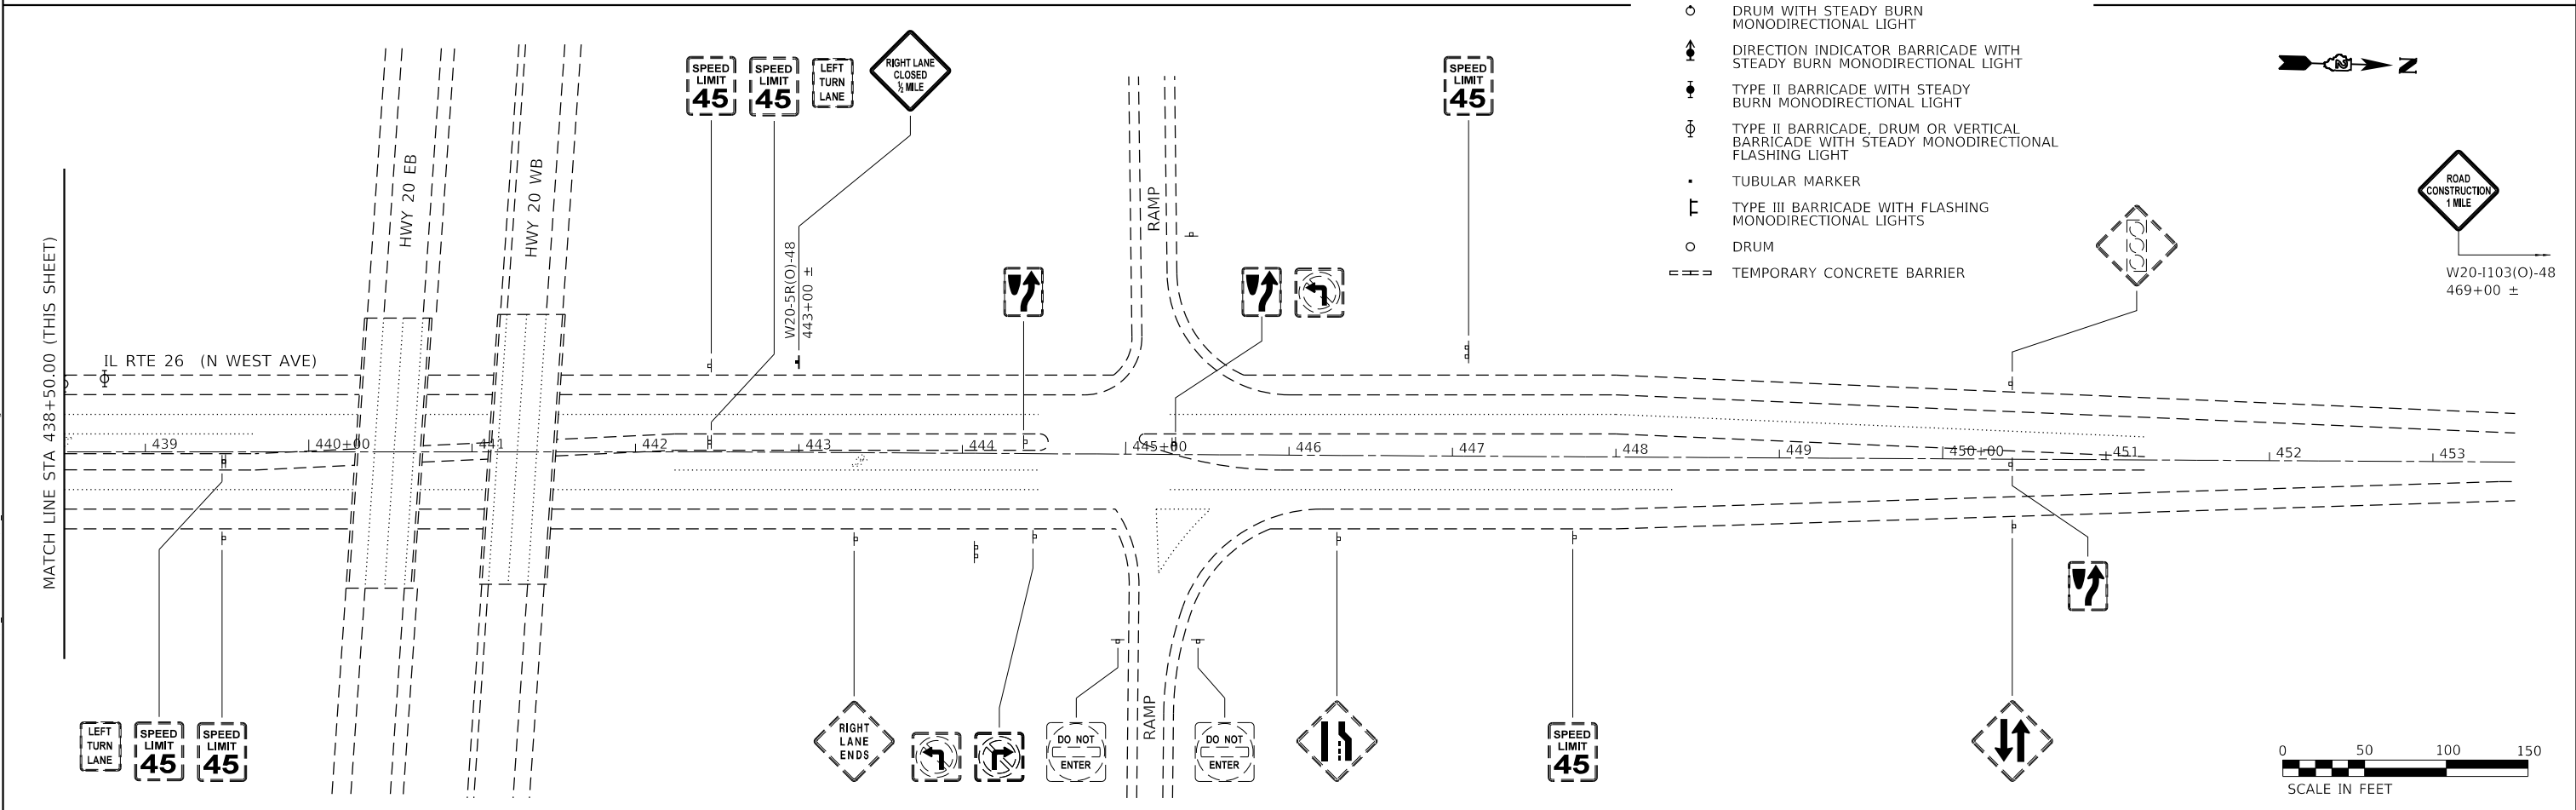 DRUM WITH STEADY BURN
MONODIRECTIONAL LIGHT
DIRECTION INDICATOR BARRICADE WITH
STEADY BURN MONODIRECTIONAL LIGHT
TYPE II BARRICADE WITH STEADY
BURN MONODIRECTIONAL LIGHT
TYPE II BARRICADE, DRUM OR VERTICAL
BARRICADE WITH STEADY MONODIRECTIONAL
FLASHING LIGHT
TUBULAR MARKER
TYPE III BARRICADE WITH FLASHING
MONODIRECTIONAL LIGHTS
DRUM
TEMPORARY CONCRETE BARRIER
N
SPEED
LIMIT
45
SPEED
LIMIT
45
LEFT
TURN
LANE
RIGHT LANE
CLOSED
½ MILE
SPEED
LIMIT
45
ROAD
CONSTRUCTION
1 MILE
W20-I103(O)-48
469+00 ±
HWY 20 EB
HWY 20 WB
W20-5R(O)-48
443+00 ±
RAMP
MATCH LINE STA 438+50.00 (THIS SHEET)
IL RTE 26 (N WEST AVE)
439
440+00
441
442
443
444
445+00
446
447
448
449
450+00
451
452
453
LEFT
TURN
LANE
SPEED
LIMIT
45
SPEED
LIMIT
45
RIGHT
LANE
ENDS
DO NOT
ENTER
RAMP
DO NOT
ENTER
SPEED
LIMIT
45
0 50 100 150
SCALE IN FEET